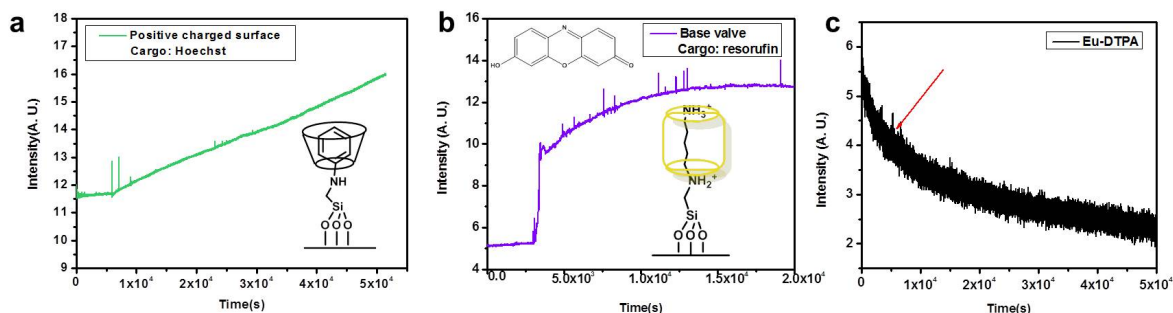 a
Positive charged surface
Cargo: Hoechst
18
17
16
15
14
13
12
11
10
9
Intensity(A. U.)
NH
Si
O O O
0
1x10⁴
2x10⁴
3x10⁴
4x10⁴
5x10⁴
Time(s)
b
Base valve
Cargo: resorufin
N
HO
O
O
16
14
12
10
8
6
4
Intensity (A. U.)
NH₃⁺
NH₂⁺
Si
O O O
0.0
5.0x10³
1.0x10⁴
1.5x10⁴
2.0x10⁴
Time(s)
c
Eu-DTPA
6
5
4
3
2
Intensity (A. U.)
0
1x10⁴
2x10⁴
3x10⁴
4x10⁴
5x10⁴
Time(s)